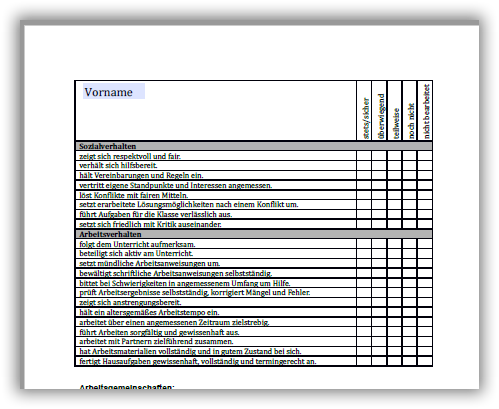 Vorname
stets/sicher
überwiegend
teilweise
noch nicht
nicht bearbeitet
Sozialverhalten
zeigt sich respektvoll und fair.
verhält sich hilfsbereit.
hält Vereinbarungen und Regeln ein.
vertritt eigene Standpunkte und Interessen angemessen.
löst Konflikte mit fairen Mitteln.
setzt erarbeitete Lösungsmöglichkeiten nach einem Konflikt um.
führt Aufgaben für die Klasse verlässlich aus.
setzt sich friedlich mit Kritik auseinander.
Arbeitsverhalten
folgt dem Unterricht aufmerksam.
beteiligt sich aktiv am Unterricht.
setzt mündliche Arbeitsanweisungen um.
bewältigt schriftliche Arbeitsanweisungen selbstständig.
bittet bei Schwierigkeiten in angemessenem Umfang um Hilfe.
prüft Arbeitsergebnisse selbstständig, korrigiert Mängel und Fehler.
zeigt sich anstrengungsbereit.
hält ein altersgemäßes Arbeitstempo ein.
arbeitet über einen angemessenen Zeitraum zielstrebig.
führt Arbeiten sorgfältig und gewissenhaft aus.
arbeitet mit Partnern zielführend zusammen.
hat Arbeitsmaterialien vollständig und in gutem Zustand bei sich.
fertigt Hausaufgaben gewissenhaft, vollständig und termingerecht an.
Arbeitsgemeinschaften: